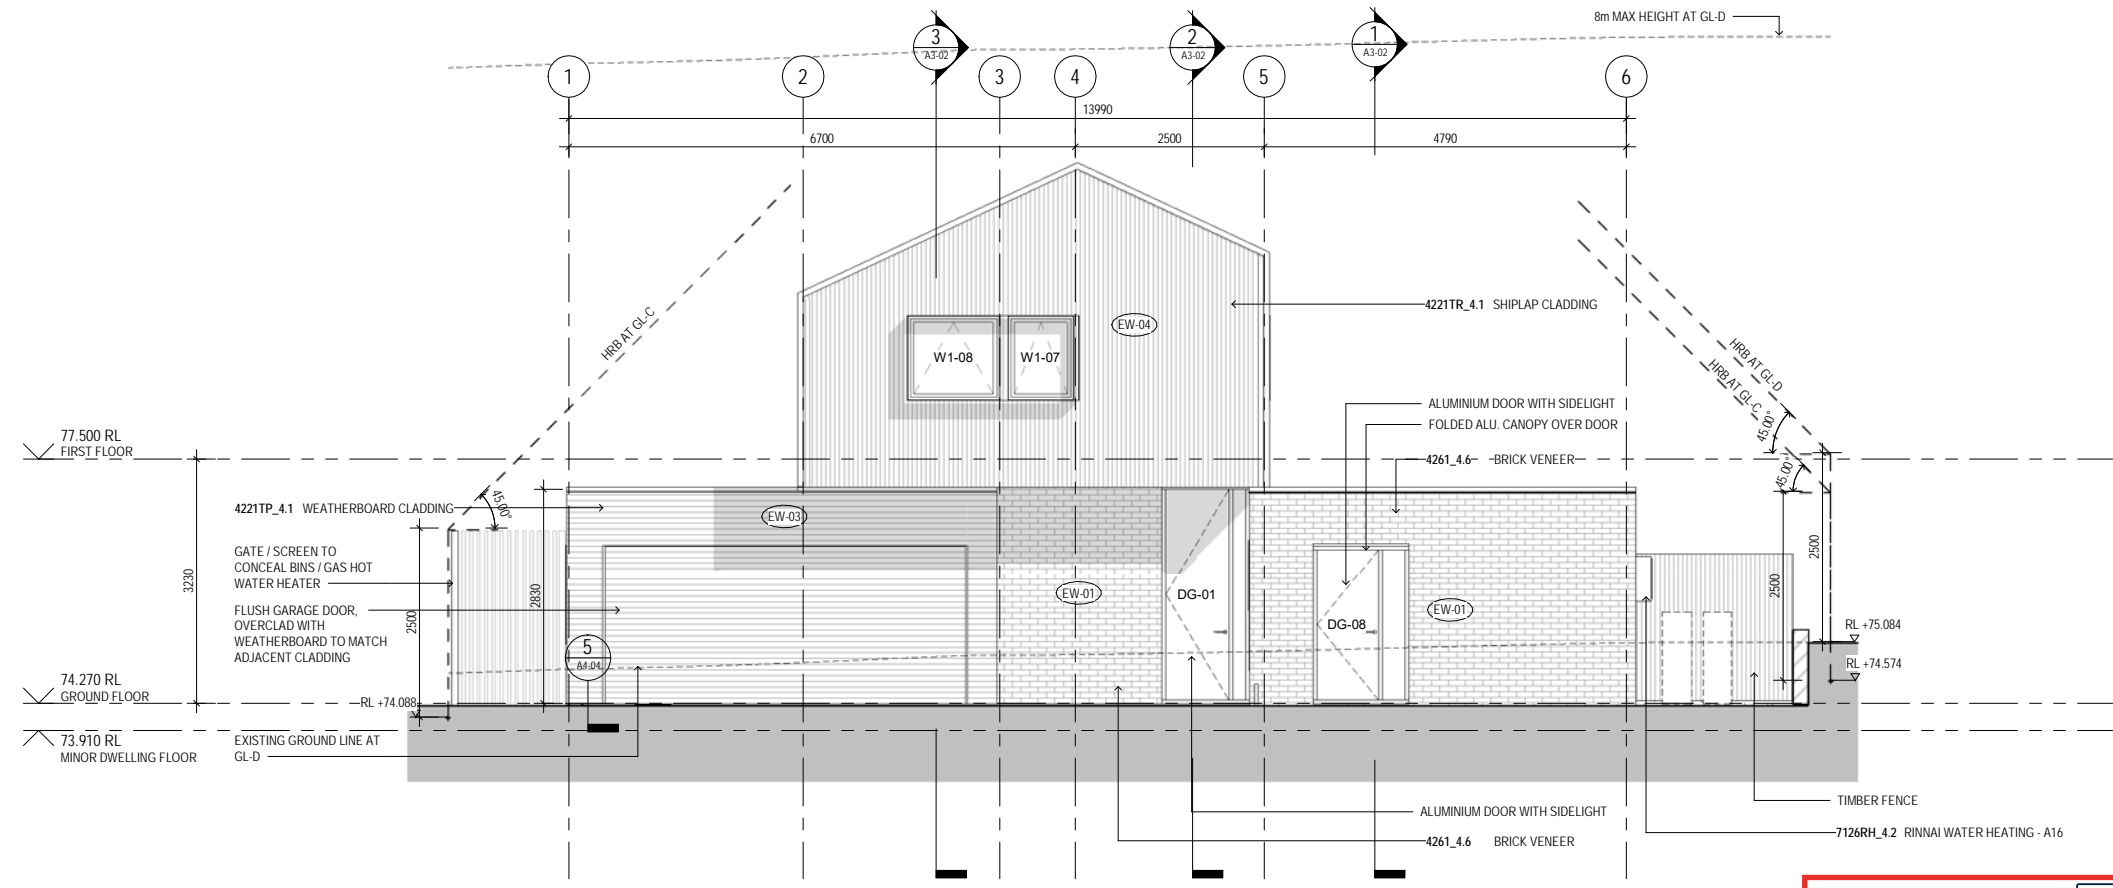 8m MAX HEIGHT AT GL-D
3
A3-02
2
A3-02
1
A3-02
1
2
3
4
5
6
13990
6700
2500
4790
HRB AT GL-C
4221TR_4.1 SHIPLAP CLADDING
EW-04
W1-08
W1-07
HRB AT GL-D
HRB AT GL-C
ALUMINIUM DOOR WITH SIDELIGHT
FOLDED ALU. CANOPY OVER DOOR
45.00°
77.500 RL
FIRST FLOOR
4261_4.6 BRICK VENEER
45.00°
45.00°
4221TP_4.1 WEATHERBOARD CLADDING
EW-03
GATE / SCREEN TO
CONCEAL BINS / GAS HOT
WATER HEATER
3230
2500
2830
2500
2500
FLUSH GARAGE DOOR,
OVERCLAD WITH
WEATHERBOARD TO MATCH
ADJACENT CLADDING
EW-01
DG-01
EW-01
DG-08
5
A4-04
RL +75.084
RL +74.574
74.270 RL
GROUND FLOOR
RL +74.088
73.910 RL
MINOR DWELLING FLOOR
EXISTING GROUND LINE AT
GL-D
ALUMINIUM DOOR WITH SIDELIGHT
TIMBER FENCE
4261_4.6 BRICK VENEER
7126RH_4.2 RINNAI WATER HEATING - A16